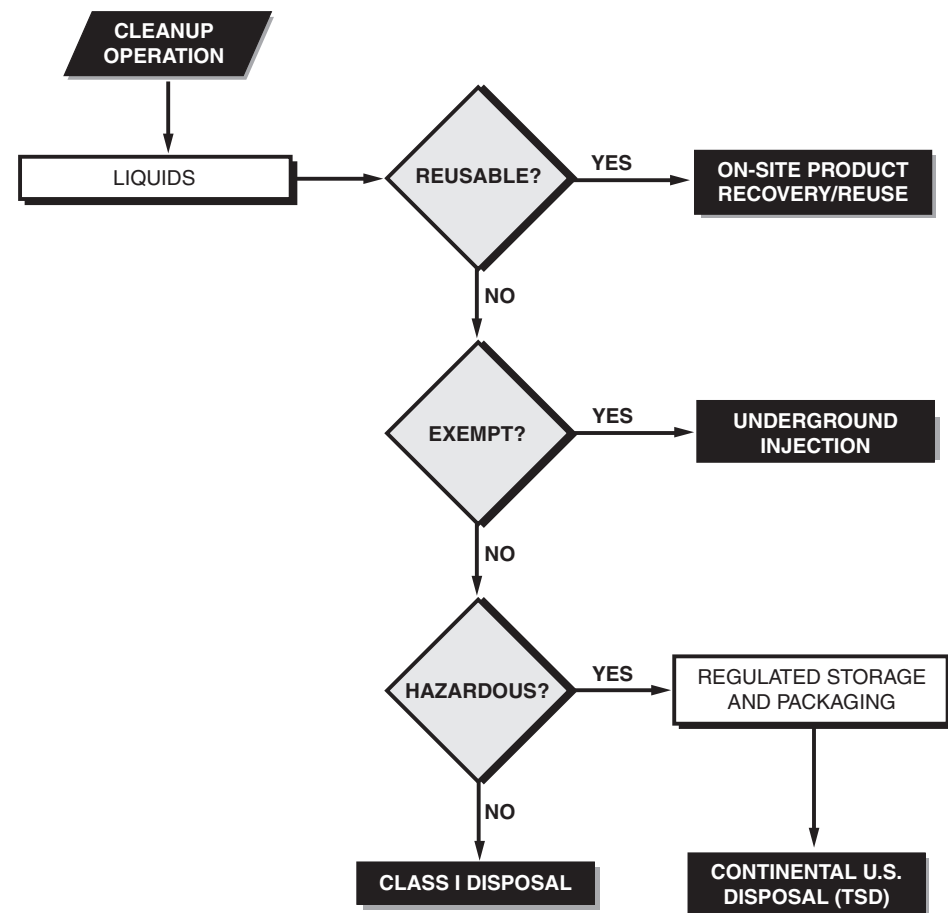 CLEANUP
OPERATION
LIQUIDS
REUSABLE?
YES
ON-SITE PRODUCT
RECOVERY/REUSE
NO
EXEMPT?
YES
UNDERGROUND
INJECTION
NO
HAZARDOUS?
YES
REGULATED STORAGE
AND PACKAGING
NO
CLASS I DISPOSAL
CONTINENTAL U.S.
DISPOSAL (TSD)